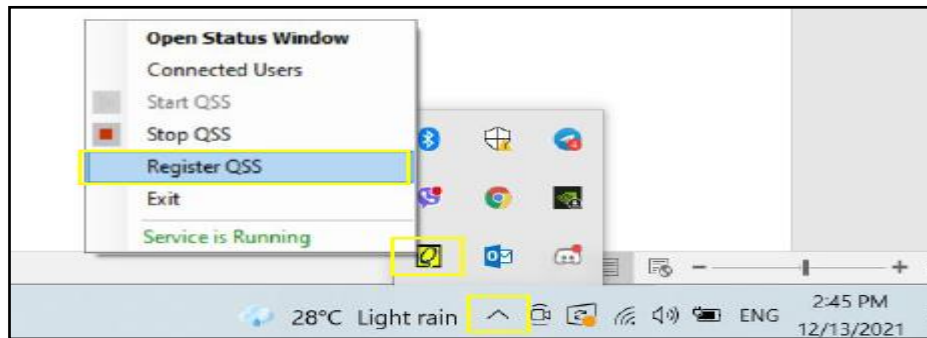 Open Status Window
Connected Users
Start QSS
Stop QSS
Register QSS
Exit
Service is Running
28°C Light rain
ENG
2:45 PM
12/13/2021